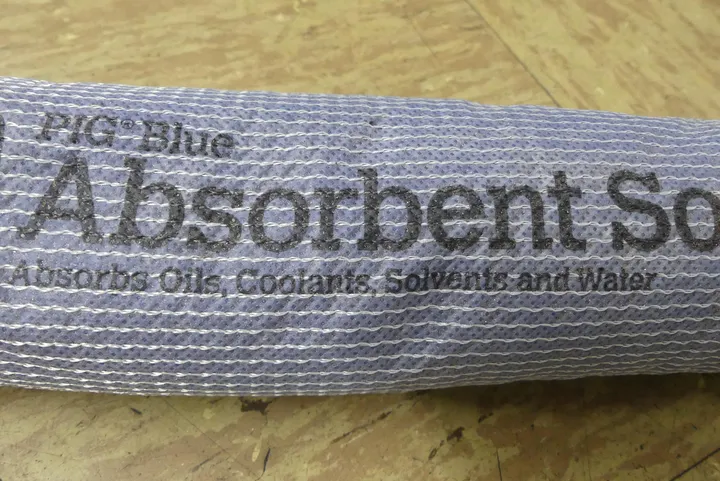 PIG® Blue
Absorbent So
Absorbs Oils, Coolants, Solvents and Water